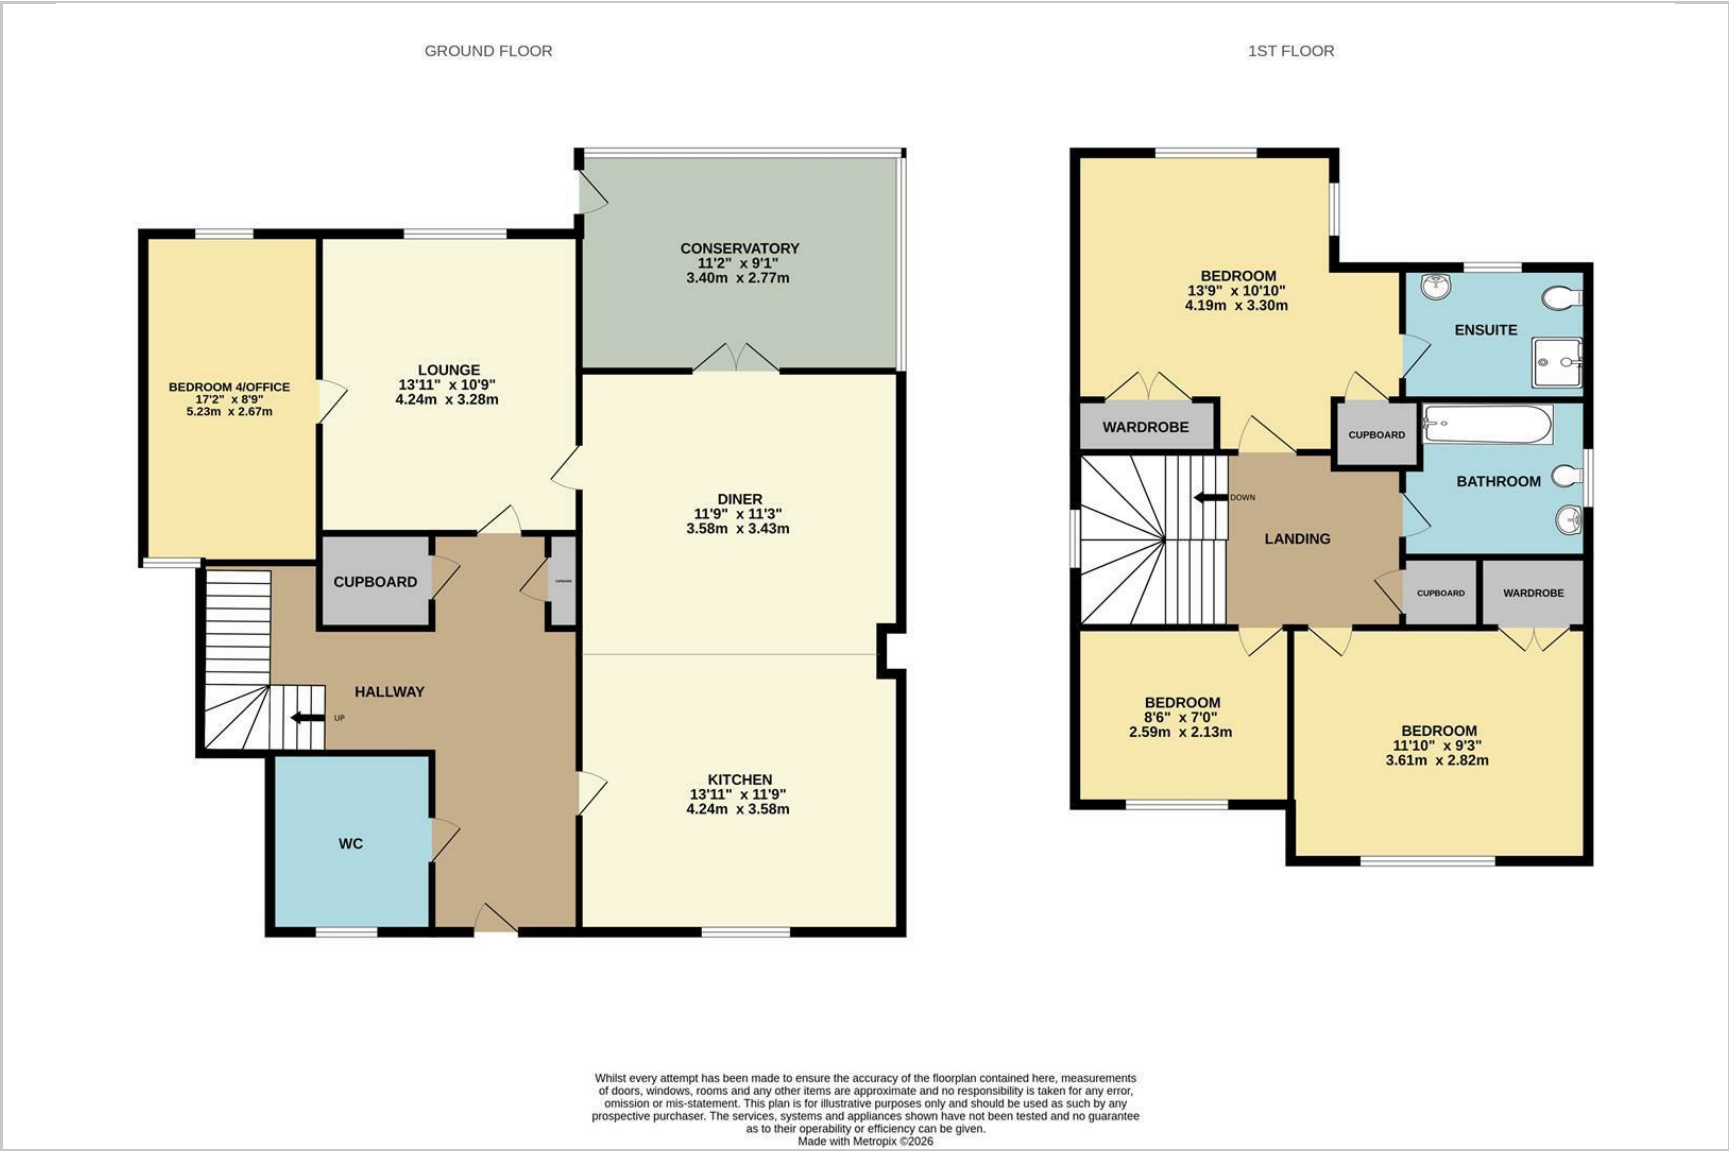 GROUND FLOOR
1ST FLOOR
CONSERVATORY
11'2" x 9'1"
3.40m x 2.77m
LOUNGE
13'11" x 10'9"
4.24m x 3.28m
BEDROOM 4/OFFICE
17'2" x 8'9"
5.23m x 2.67m
DINER
11'9" x 11'3"
3.58m x 3.43m
CUPBOARD
HALLWAY
UP
KITCHEN
13'11" x 11'9"
4.24m x 3.58m
WC
BEDROOM
13'9" x 10'10"
4.19m x 3.30m
ENSUITE
WARDROBE
CUPBOARD
BATHROOM
DOWN
LANDING
CUPBOARD
WARDROBE
BEDROOM
8'6" x 7'0"
2.59m x 2.13m
BEDROOM
11'10" x 9'3"
3.61m x 2.82m
Whilst every attempt has been made to ensure the accuracy of the floorplan contained here, measurements
of doors, windows, rooms and any other items are approximate and no responsibility is taken for any error,
omission or mis-statement. This plan is for illustrative purposes only and should be used as such by any
prospective purchaser. The services, systems and appliances shown have not been tested and no guarantee
as to their operability or efficiency can be given.
Made with Metropix ©2026